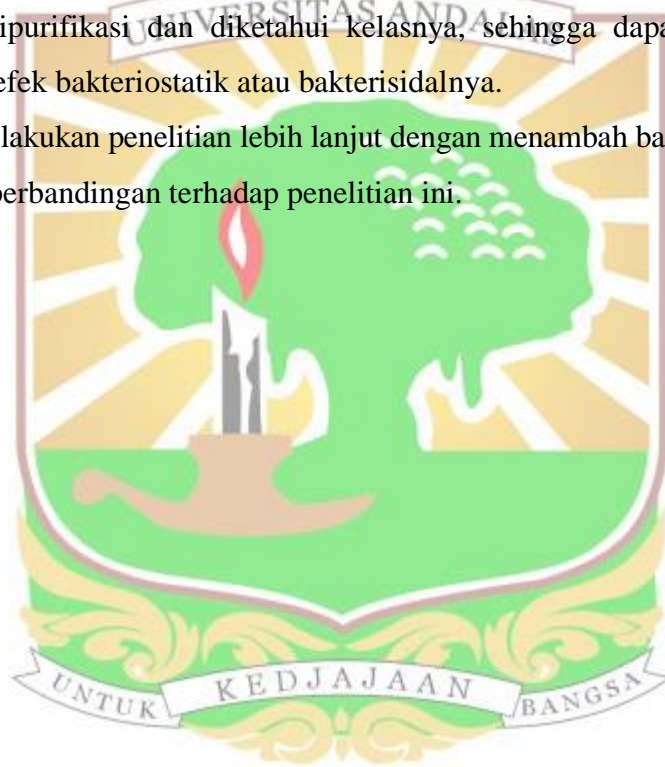 UNIVERSITAS ANDALAS
ipurifikasi dan diketahui kelasnya, sehingga dapa
efek bakteriostatik atau bakterisidalnya.
lakukan penelitian lebih lanjut dengan menambah ba
perbandingan terhadap penelitian ini.
UNTUK KEDJAJAAN BANGSA